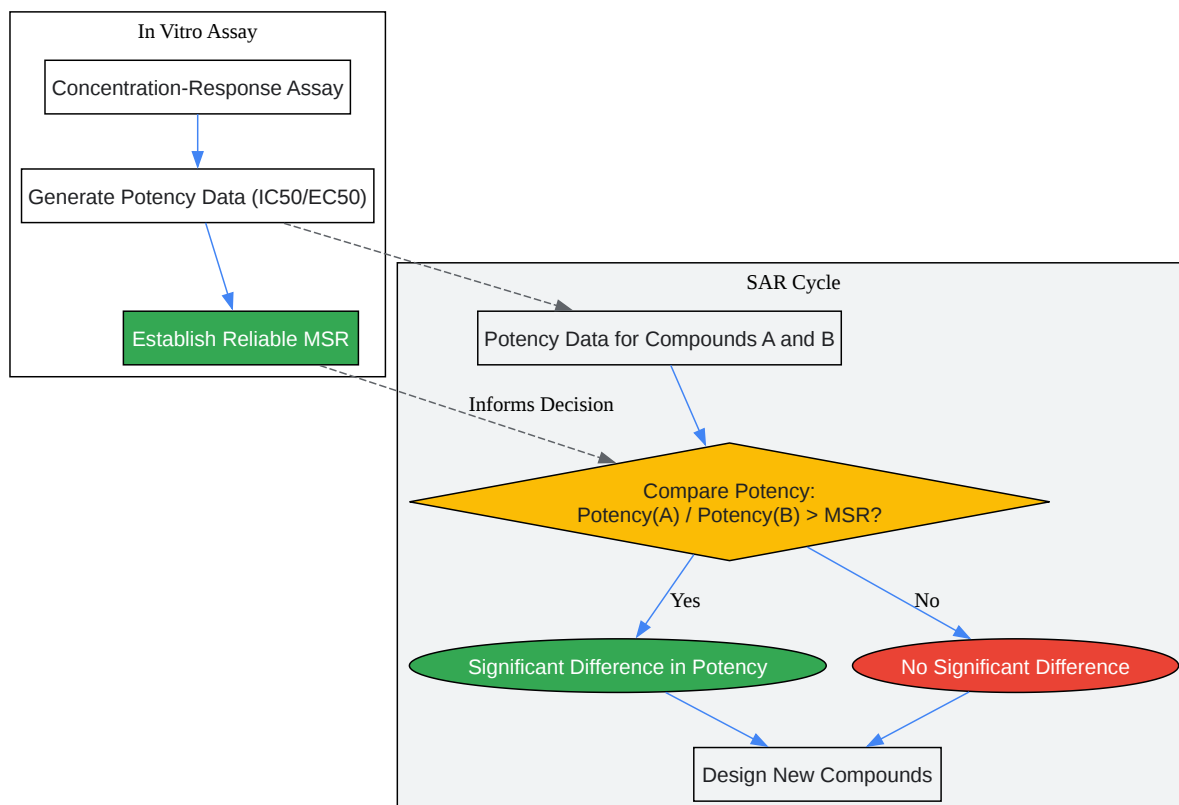 In Vitro Assay
Concentration-Response Assay
Generate Potency Data (IC50/EC50)
Establish Reliable MSR
SAR Cycle
Potency Data for Compounds A and B
Informs Decision
Compare Potency:
Potency(A) / Potency(B) > MSR?
Yes
No
Significant Difference in Potency
No Significant Difference
Design New Compounds